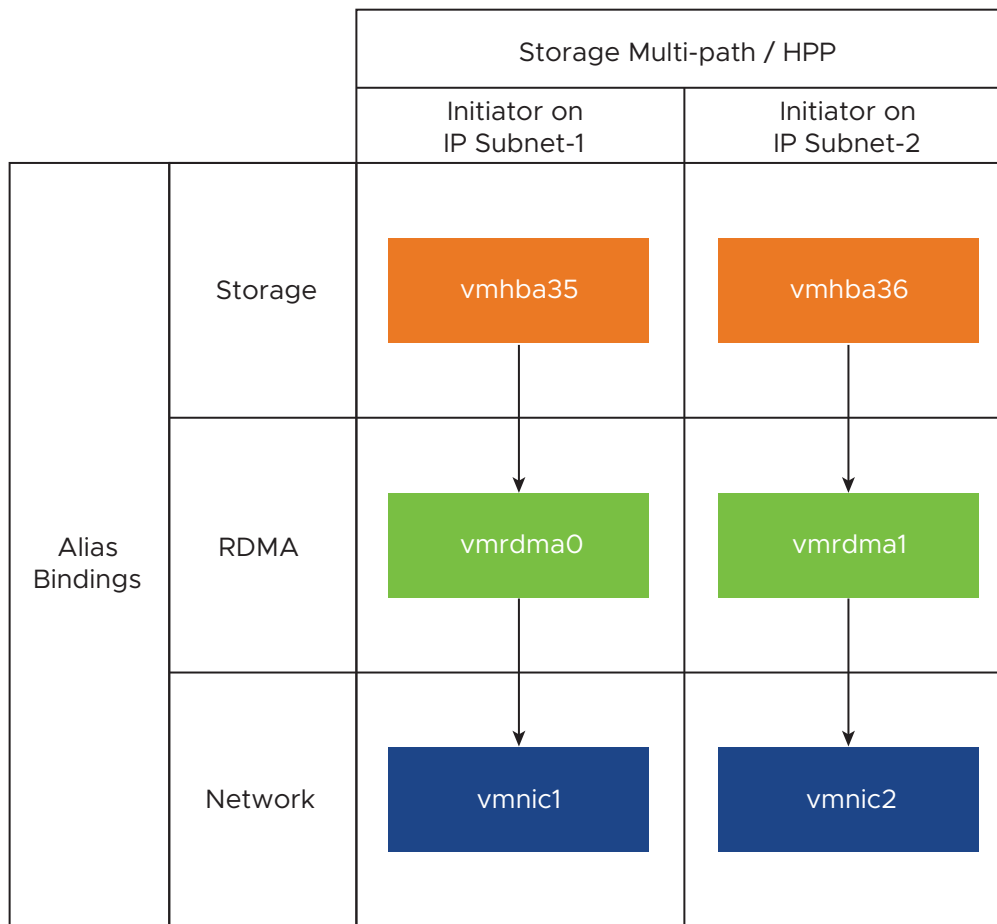 Storage Multi-path / HPP
Initiator on
IP Subnet-1
Initiator on
IP Subnet-2
Alias
Bindings
Storage
vmhba35
vmhba36
RDMA
vmrdma0
vmrdma1
Network
vmnic1
vmnic2